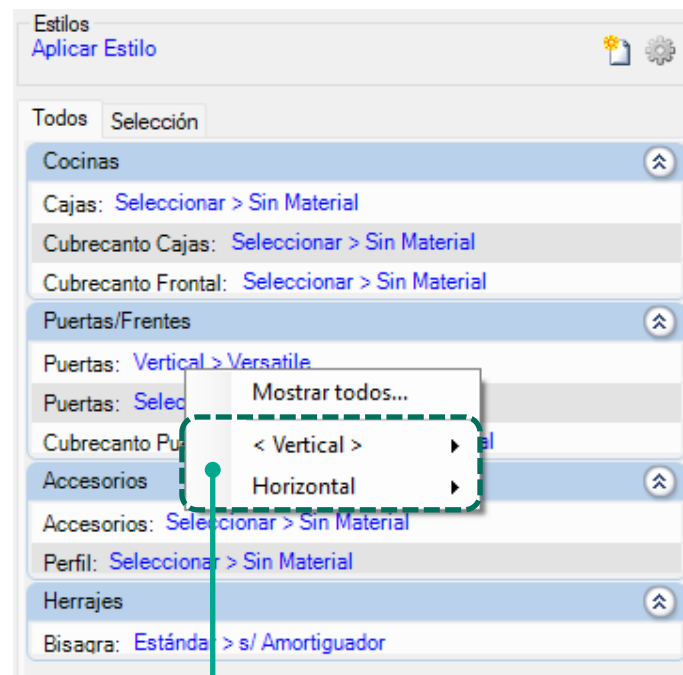 Estilos
Aplicar Estilo
Todos Selección
Cocinas
Cajas: Seleccionar > Sin Material
Cubrecanto Cajas: Seleccionar > Sin Material
Cubrecanto Frontal: Seleccionar > Sin Material
Puertas/Frentes
Puertas: Vertical > Versatile
Mostrar todos...
Puertas:
< Vertical >
Cubrecanto
Horizontal
Accesorios
Accesorios: Seleccionar > Sin Material
Perfil: Seleccionar > Sin Material
Herrajes
Bisagra: Estándar > s/ Amortiguador